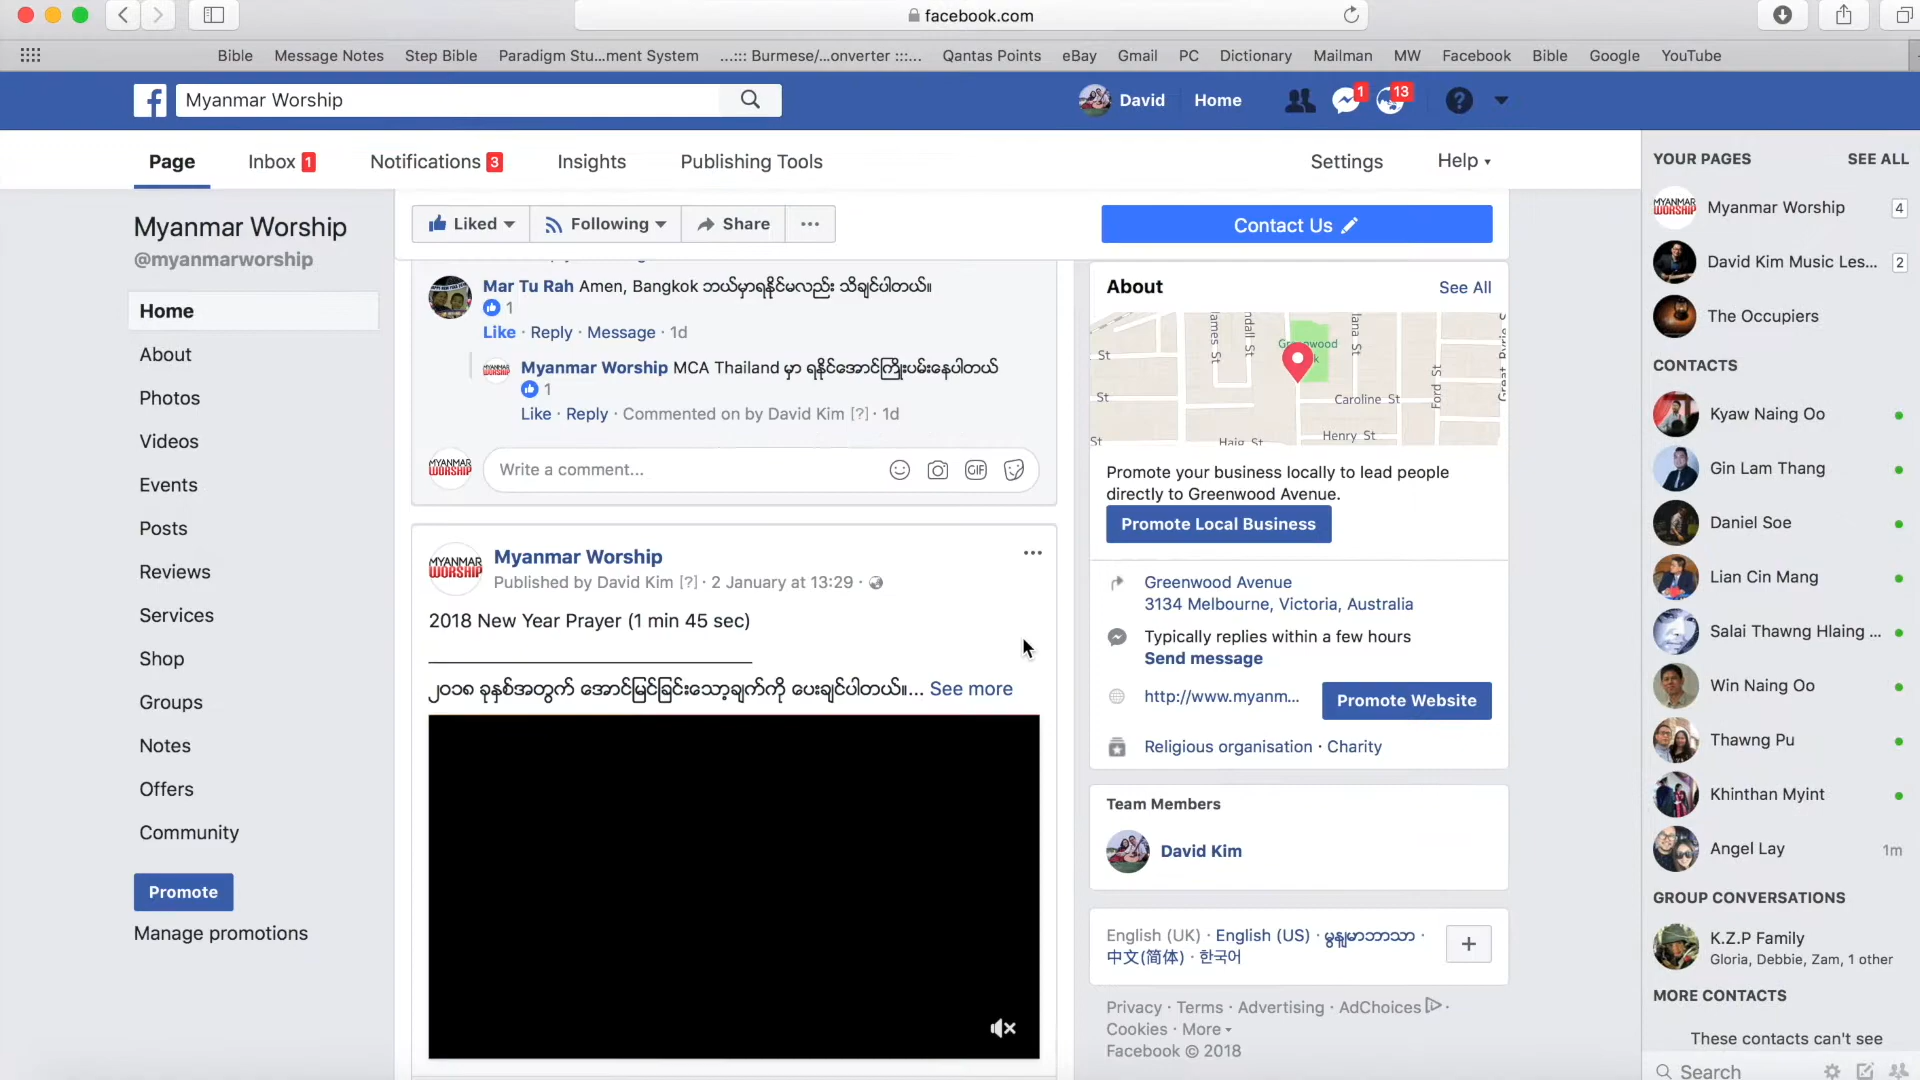 facebook.com
Bible
Message Notes
Step Bible
Paradigm Stu...ment System
...::: Burmese/...onverter :::...
Qantas Points
eBay
Gmail
PC
Dictionary
Mailman
MW
Facebook
Bible
Google
YouTube
Myanmar Worship
David
Home
1
13
Page
Inbox 1
Notifications 3
Insights
Publishing Tools
Settings
Help
Myanmar Worship
@myanmarworship
Home
About
Photos
Videos
Events
Posts
Reviews
Services
Shop
Groups
Notes
Offers
Community
Promote
Manage promotions
Liked
Following
Share
Contact Us
Mar Tu Rah Amen, Bangkok ဘယ်မှာရနိုင်မလည်း သိချင်ပါတယ်။
1
Like · Reply · Message · 1d
Myanmar Worship MCA Thailand မှာ ရနိုင်အောင်ကြိုးပမ်းနေပါတယ်
1
Like · Reply · Commented on by David Kim [?] · 1d
MYANMAR WORSHIP
Write a comment...
GIF
MYANMAR WORSHIP
Myanmar Worship
Published by David Kim [?] · 2 January at 13:29 ·
2018 New Year Prayer (1 min 45 sec)
၂၀၁၈ ခုနှစ်အတွက် အောင်မြင်ခြင်းသော့ချက်ကို ပေးချင်ပါတယ်။... See more
About
See All
St
St
St
Caroline St
Henry St
Haig St
Ford St
Promote your business locally to lead people
directly to Greenwood Avenue.
Promote Local Business
Greenwood Avenue
3134 Melbourne, Victoria, Australia
Typically replies within a few hours
Send message
http://www.myanm...
Promote Website
Religious organisation · Charity
Team Members
David Kim
English (UK) · English (US) · မြန်မာဘာသာ ·
中文(简体) · 한국어
Privacy · Terms · Advertising · AdChoices ·
Cookies · More
Facebook © 2018
YOUR PAGES
SEE ALL
MYANMAR WORSHIP
Myanmar Worship
4
David Kim Music Les...
2
The Occupiers
CONTACTS
Kyaw Naing Oo
Gin Lam Thang
Daniel Soe
Lian Cin Mang
Salai Thawng Hlaing ...
Win Naing Oo
Thawng Pu
Khinthan Myint
Angel Lay
1m
GROUP CONVERSATIONS
K.Z.P Family
Gloria, Debbie, Zam, 1 other
MORE CONTACTS
These contacts can't see
Search